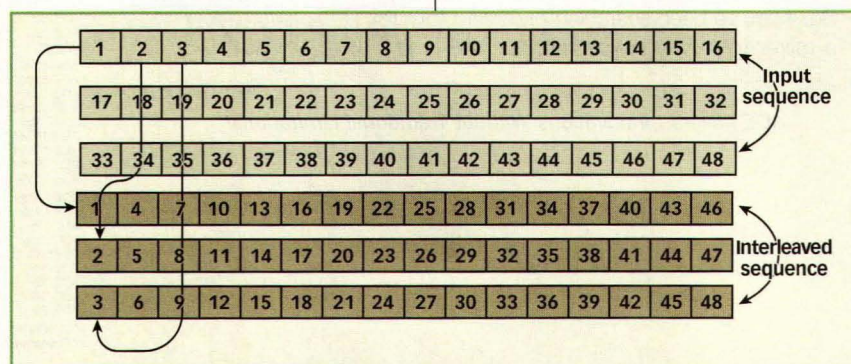 1 2 3 4 5 6 7 8 9 10 11 12 13 14 15 16
Input
sequence
17 18 19 20 21 22 23 24 25 26 27 28 29 30 31 32
33 34 35 36 37 38 39 40 41 42 43 44 45 46 47 48
1 4 7 10 13 16 19 22 25 28 31 34 37 40 43 46
Interleaved
sequence
2 5 8 11 14 17 20 23 26 29 32 35 38 41 44 47
3 6 9 12 15 18 21 24 27 30 33 36 39 42 45 48